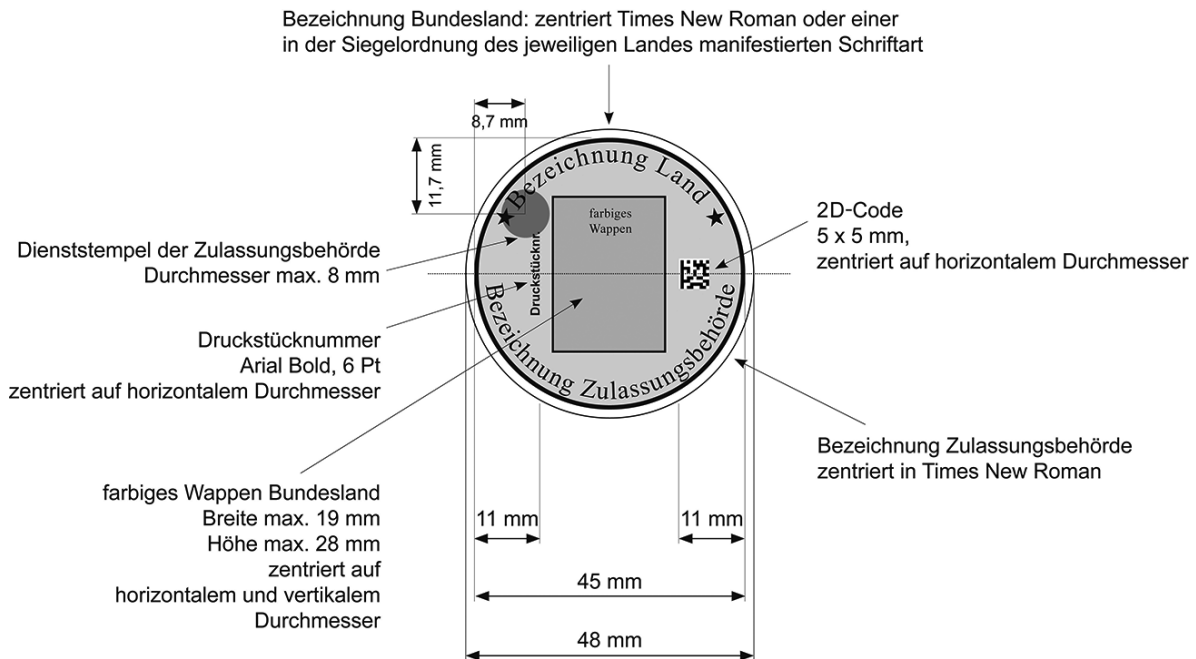 Bezeichnung Bundesland: zentriert Times New Roman oder einer
in der Siegelordnung des jeweiligen Landes manifestierten Schriftart
8,7 mm
11,7 mm
Bezeichnung Land
farbiges
Wappen
Druckstücknr.
Bezeichnung Zulassungsbehörde
2D-Code
5 x 5 mm,
zentriert auf horizontalem Durchmesser
Dienststempel der Zulassungsbehörde
Durchmesser max. 8 mm
Druckstücknummer
Arial Bold, 6 Pt
zentriert auf horizontalem Durchmesser
Bezeichnung Zulassungsbehörde
zentriert in Times New Roman
farbiges Wappen Bundesland
Breite max. 19 mm
Höhe max. 28 mm
zentriert auf
horizontalem und vertikalem
Durchmesser
11 mm
11 mm
45 mm
48 mm